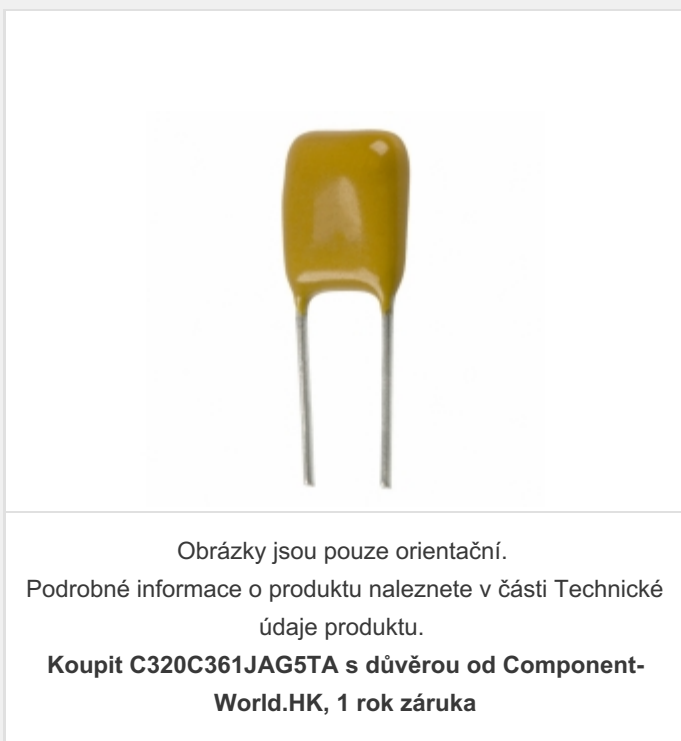 Obrázky jsou pouze orientační.
Podrobné informace o produktu naleznete v části Technické
údaje produktu.
Koupit C320C361JAG5TA s důvěrou od Component-
World.HK, 1 rok záruka